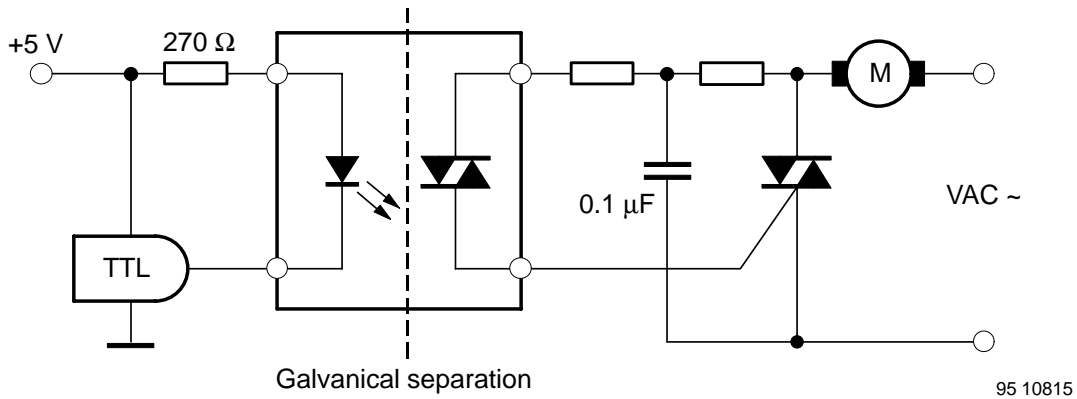 +5 V
270 Ω
TTL
M
0.1 μF
VAC ~
Galvanical separation
95 10815